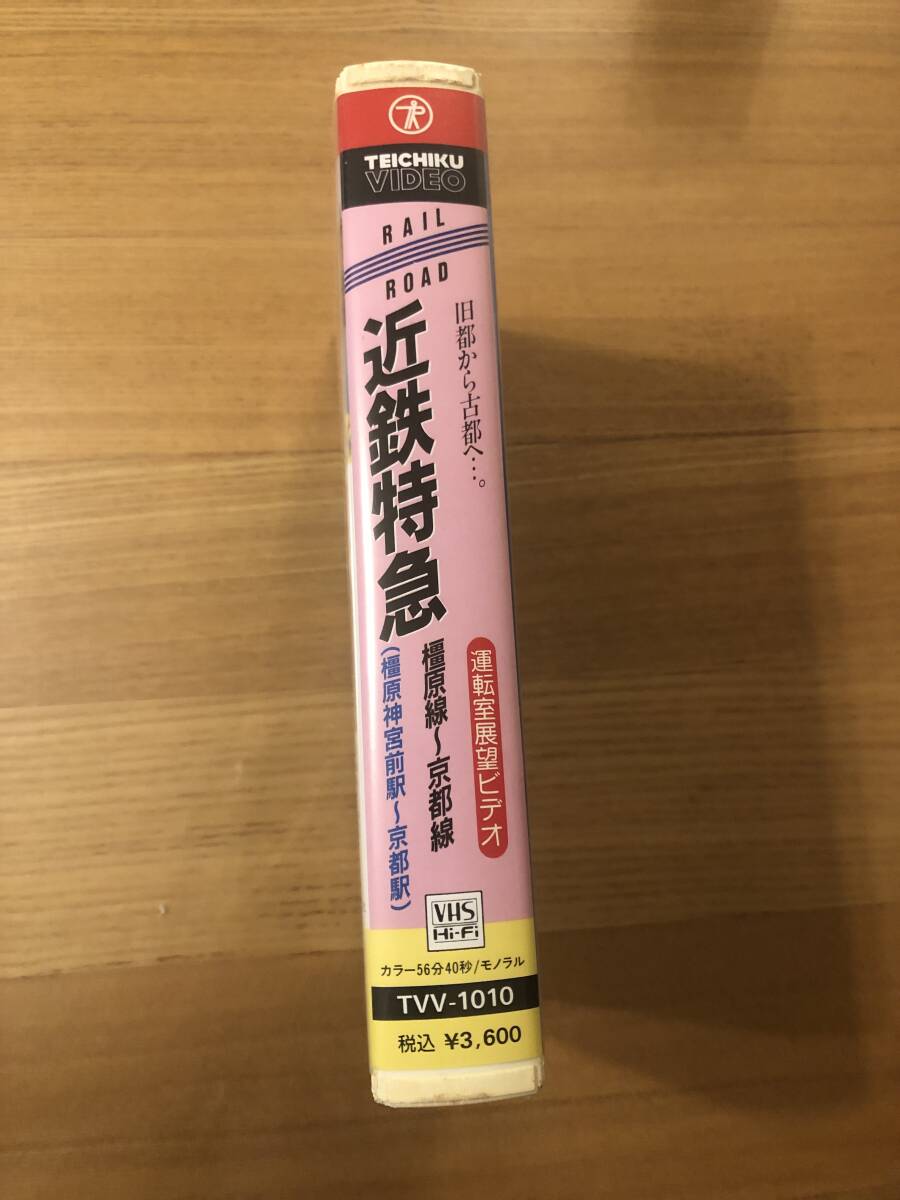 TEICHIKU
VIDEO
RAIL
ROAD
旧都から古都へ…。
近鉄特急
運転室展望ビデオ
橿原線～京都線
(橿原神宮前駅～京都駅)
VHS
Hi-Fi
カラー56分40秒/モノラル
TVV-1010
税込 ¥3,600